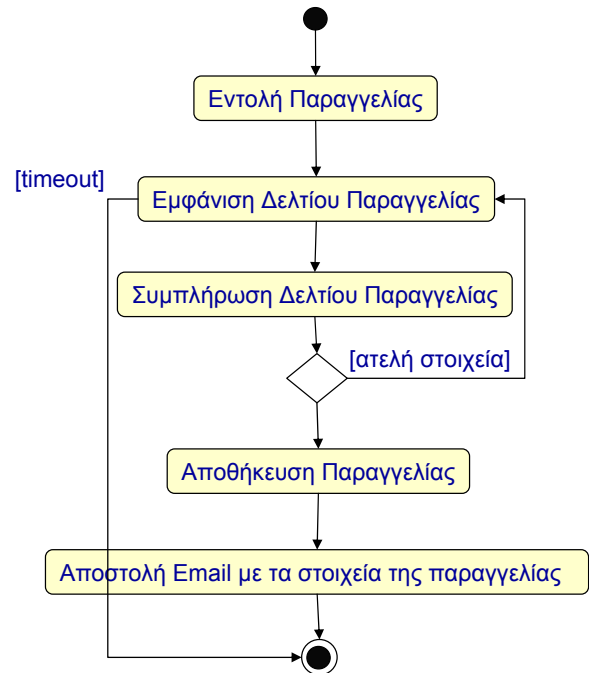 Εντολή Παραγγελίας
[timeout]
Εμφάνιση Δελτίου Παραγγελίας
Συμπλήρωση Δελτίου Παραγγελίας
[ατελή στοιχεία]
Αποθήκευση Παραγγελίας
Αποστολή Email με τα στοιχεία της παραγγελίας